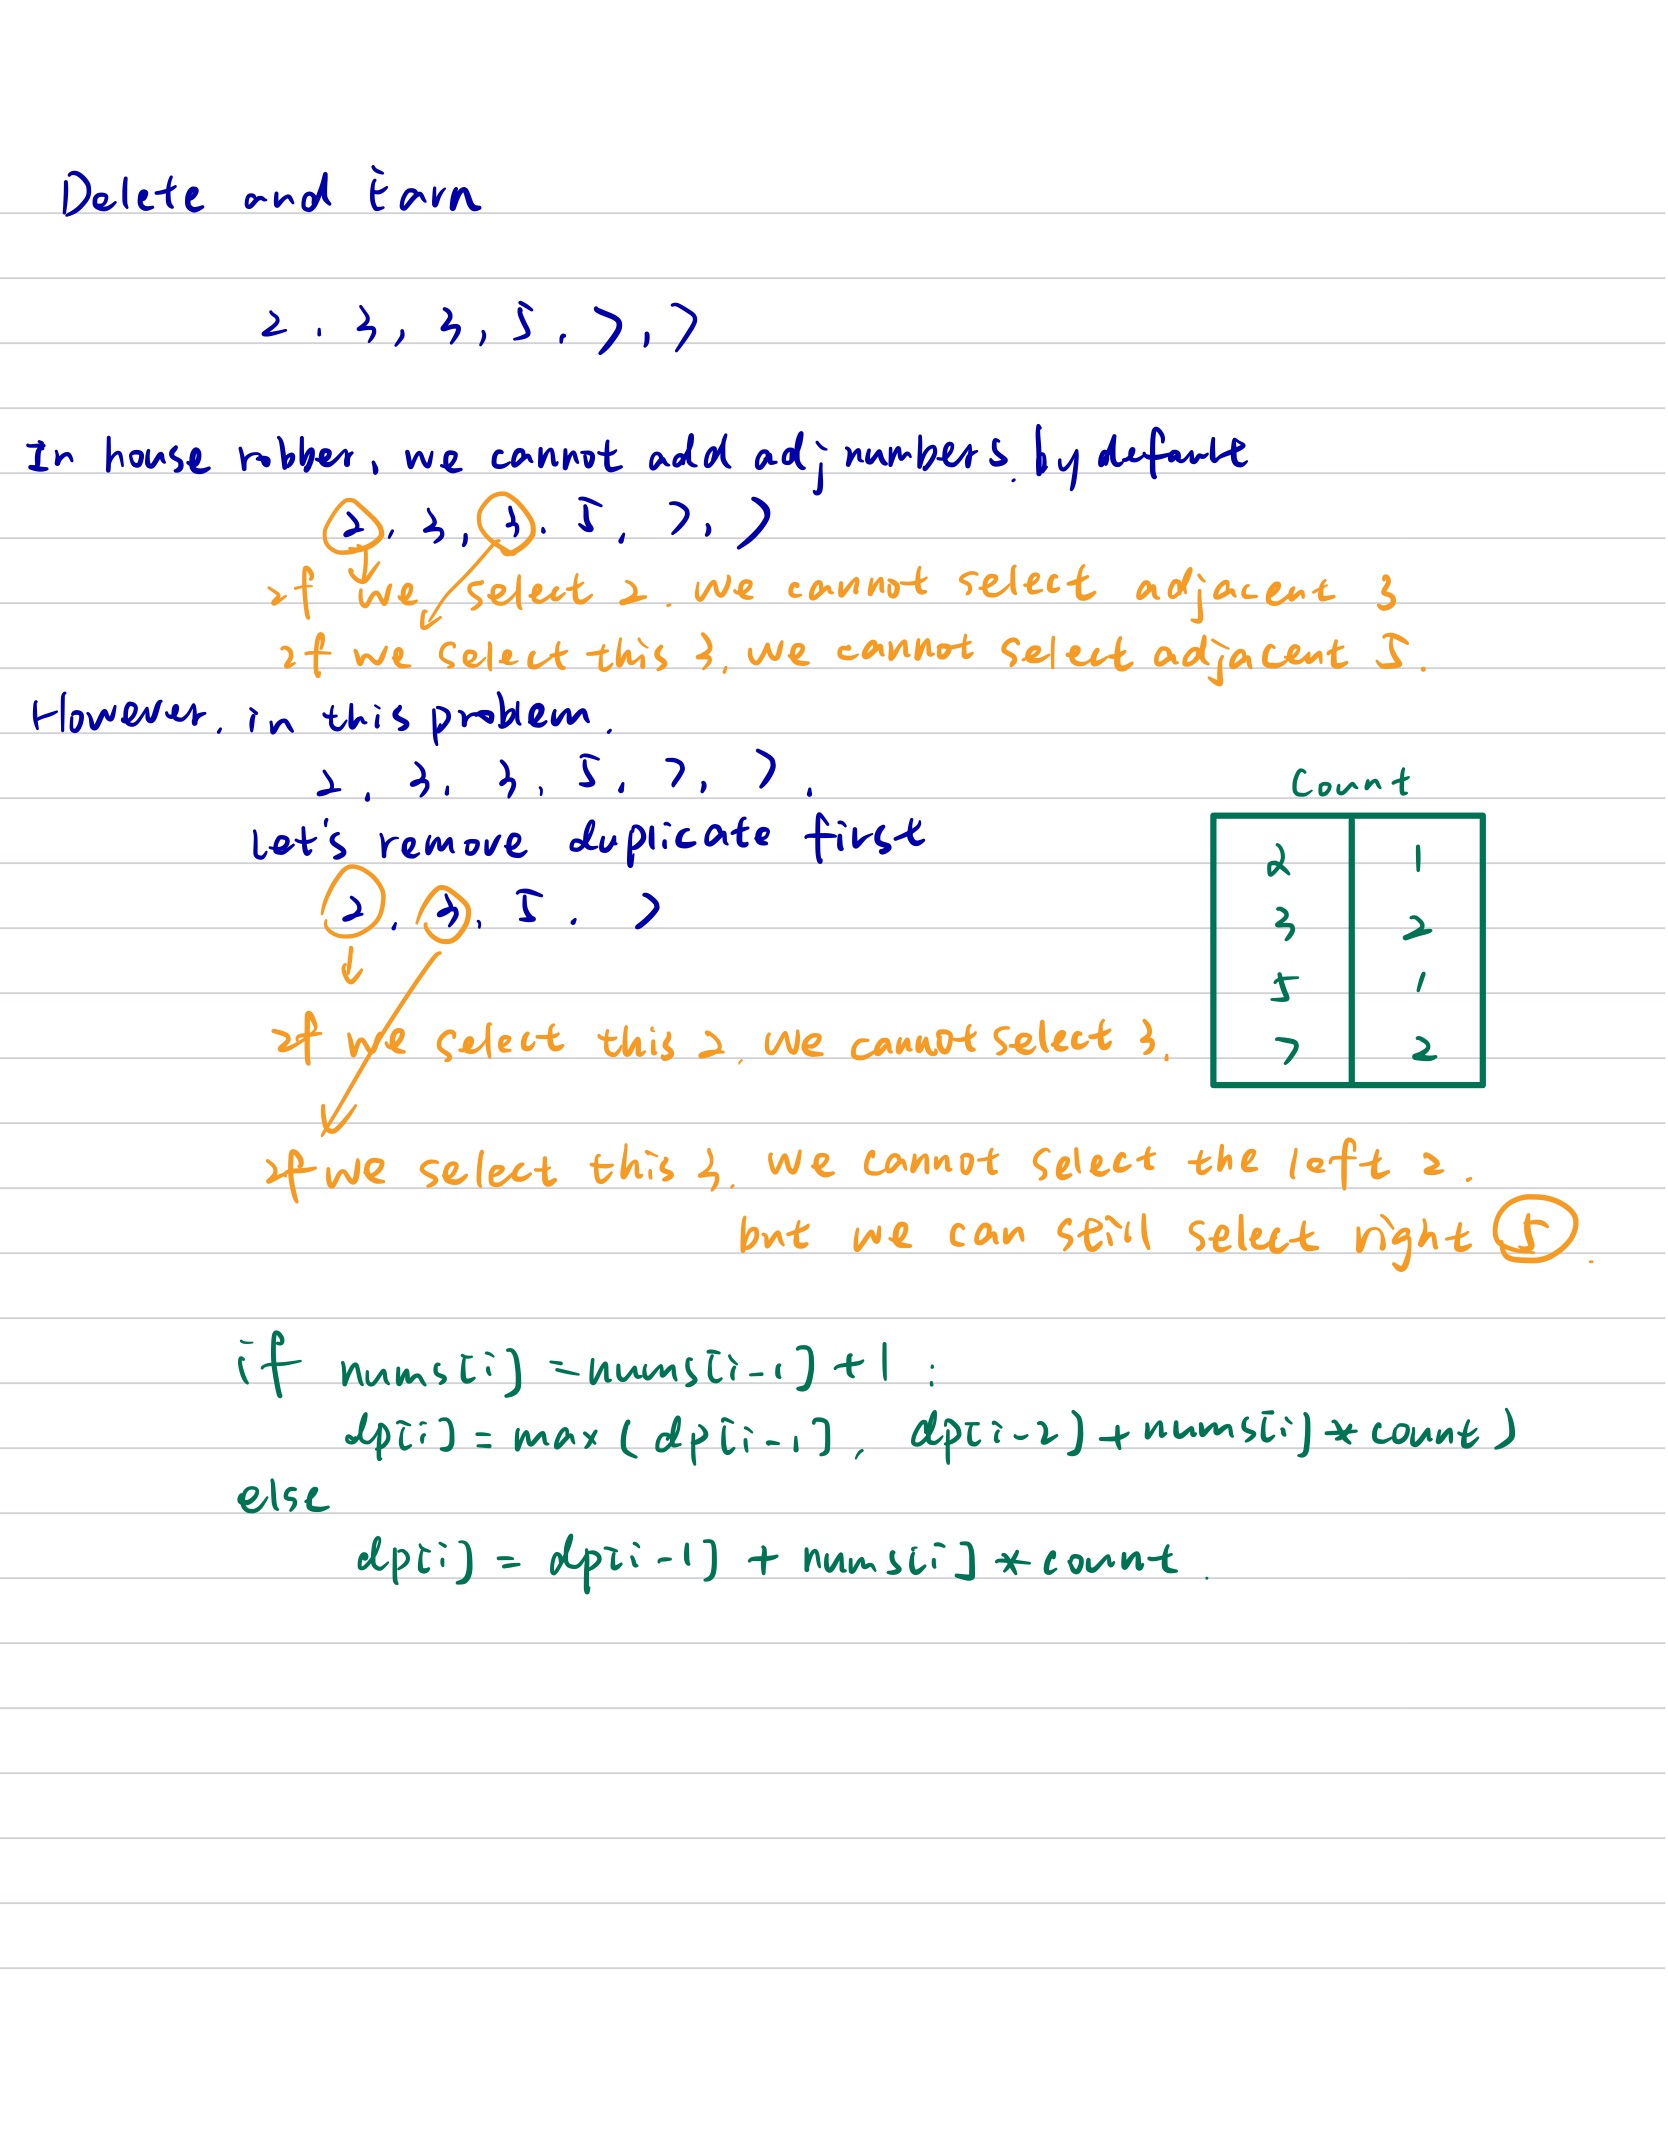 Delete and Earn
2, 3, 3, 5, 7, 7
In house robber, we cannot add adj numbers by default
2, 3, 3, 5, 7, 7
If we select 2, we cannot select adjacent 3
If we select this 3, we cannot select adjacent 5.
However, in this problem.
2, 3, 3, 5, 7, 7.
Let's remove duplicate first
2, 3, 5, 7
If we select this 2, we cannot select 3.
If we select this 3, we cannot select the left 2.
but we can still select right 5.
Count
2 1
3 2
5 1
7 2
if nums[i] = nums[i-1] + 1 :
dp[i] = max ( dp[i-1], dp[i-2] + nums[i] * count )
else
dp[i] = dp[i-1] + nums[i] * count.